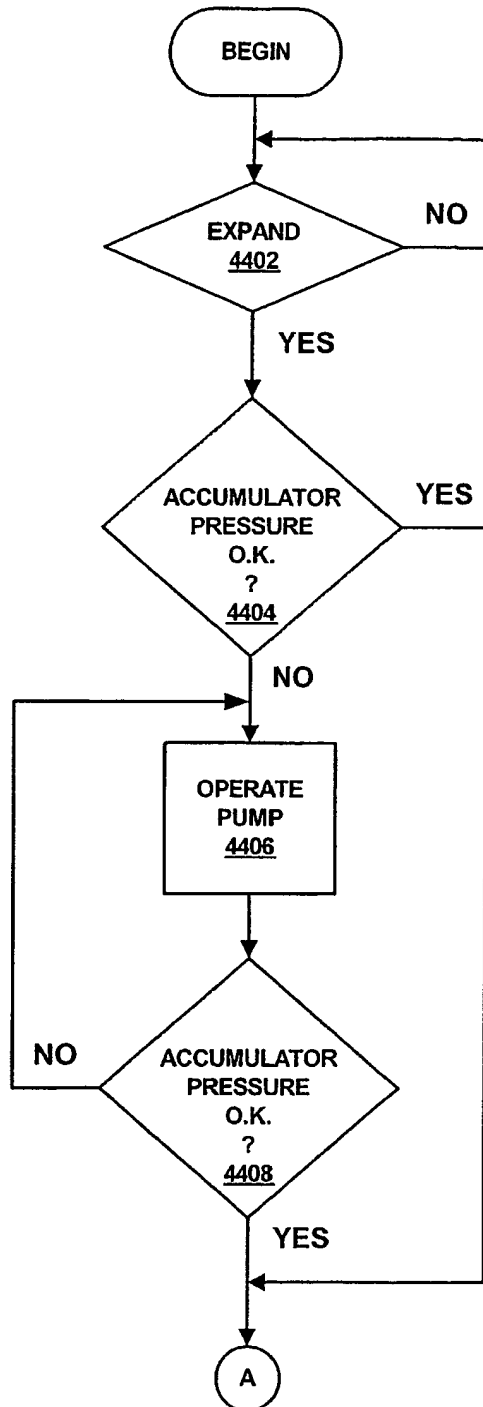 BEGIN
NO
EXPAND
4402
YES
ACCUMULATOR
PRESSURE
O.K.
?
4404
YES
NO
OPERATE
PUMP
4406
NO
ACCUMULATOR
PRESSURE
O.K.
?
4408
YES
A